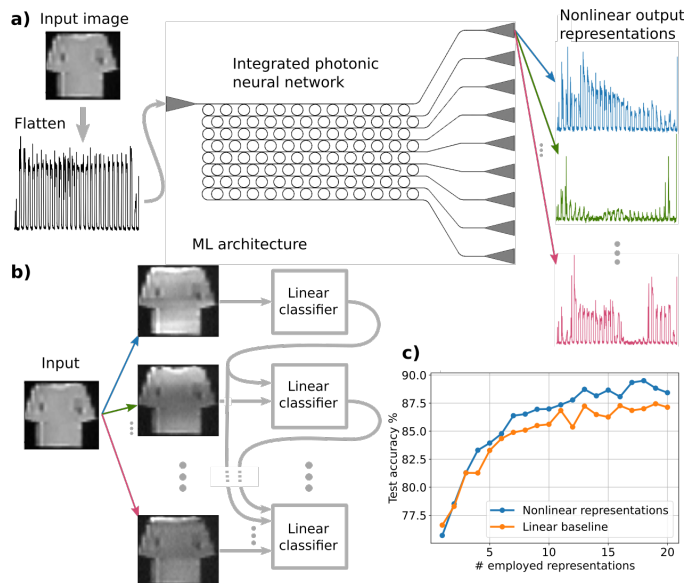 a)
Input image
Flatten
Integrated photonic
neural network
ML architecture
Nonlinear output
representations
b)
Input
Linear
classifier
Linear
classifier
Linear
classifier
c)
Test accuracy %
90.0
87.5
85.0
82.5
80.0
77.5
5
10
15
20
# employed representations
Nonlinear representations
Linear baseline